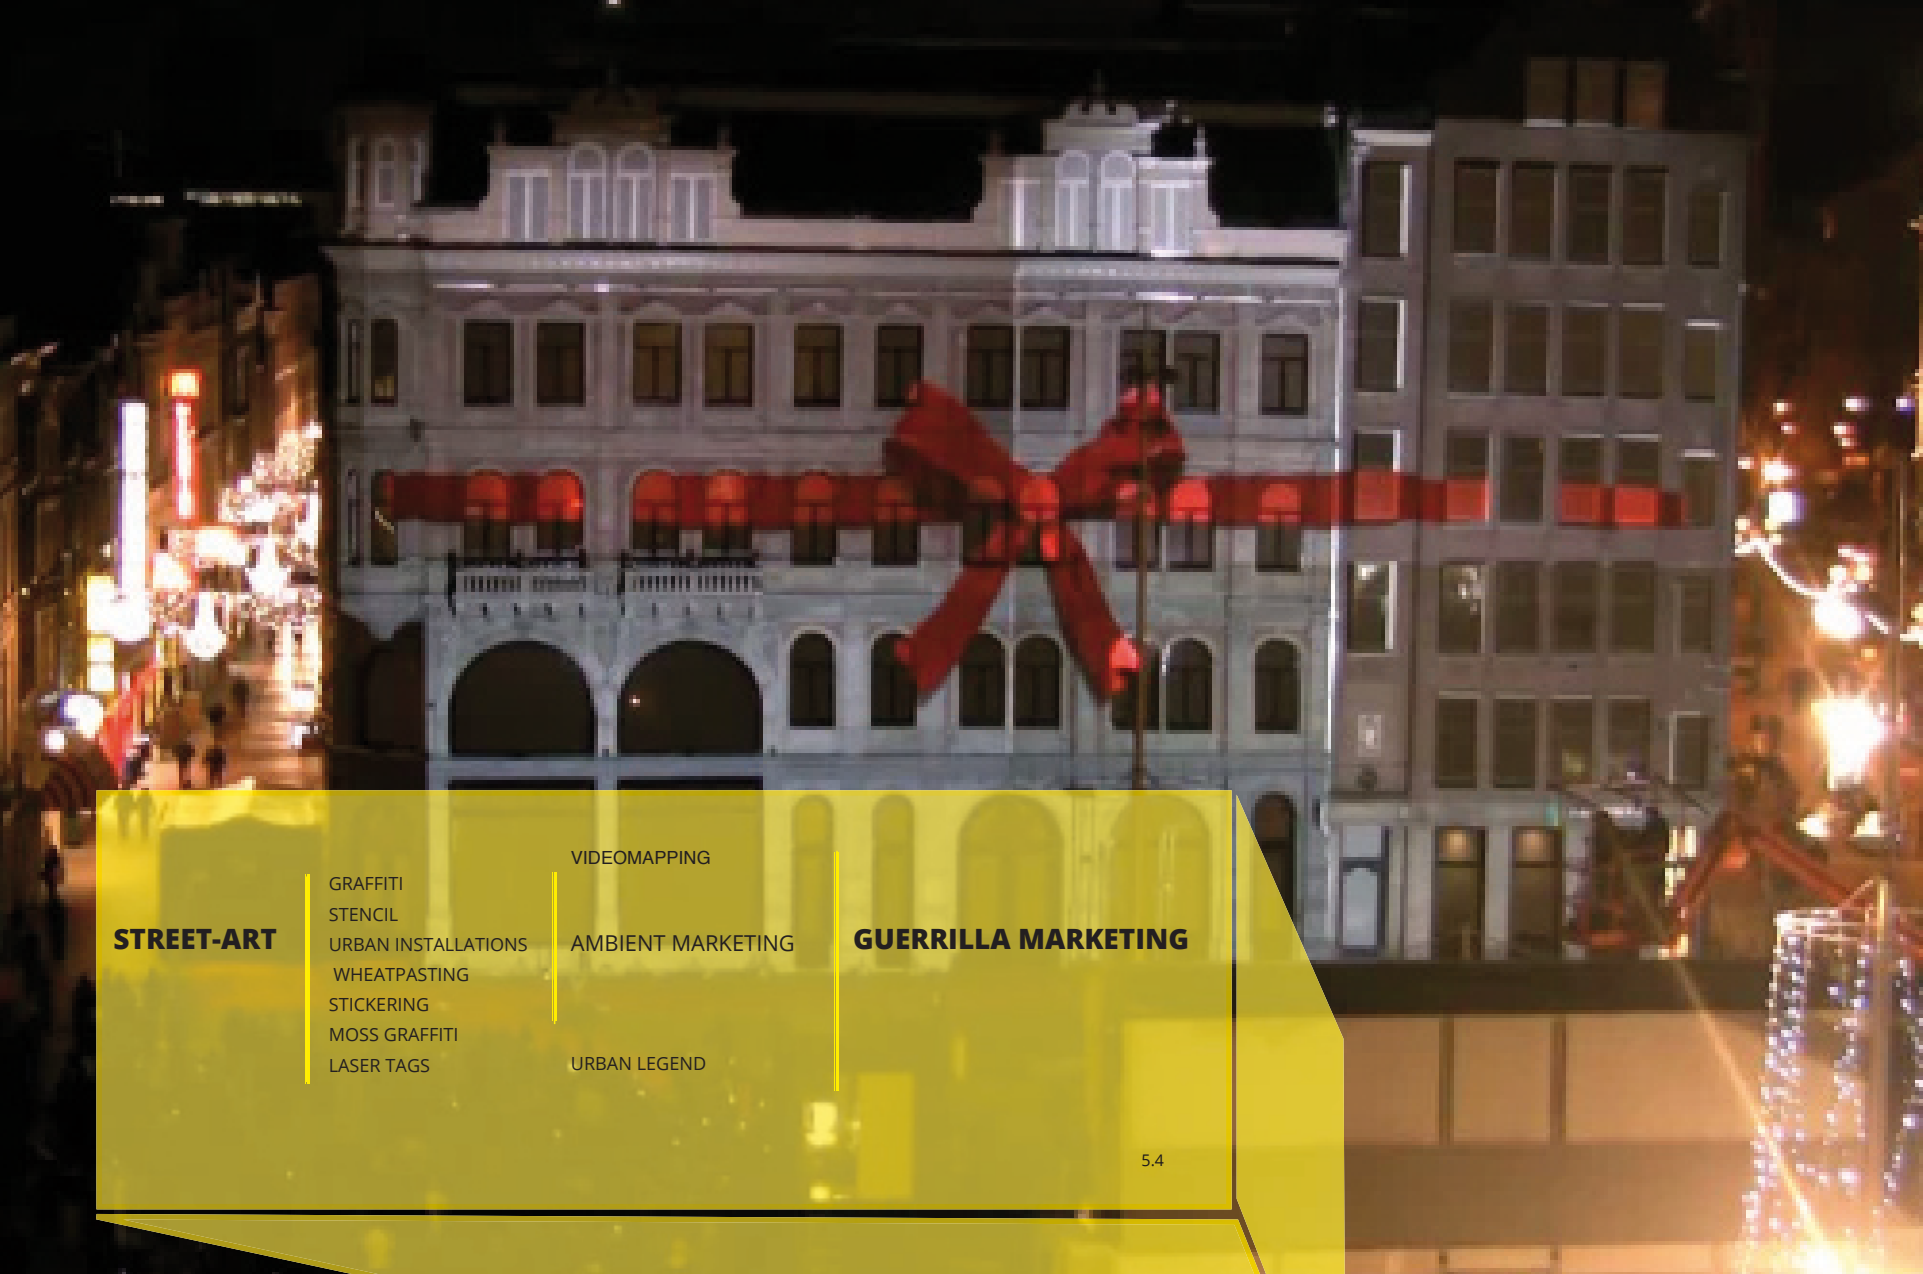 STREET-ART
GRAFFITI
STENCIL
URBAN INSTALLATIONS
WHEATPASTING
STICKERING
MOSS GRAFFITI
LASER TAGS
VIDEOMAPPING
AMBIENT MARKETING
URBAN LEGEND
GUERRILLA MARKETING
5.4